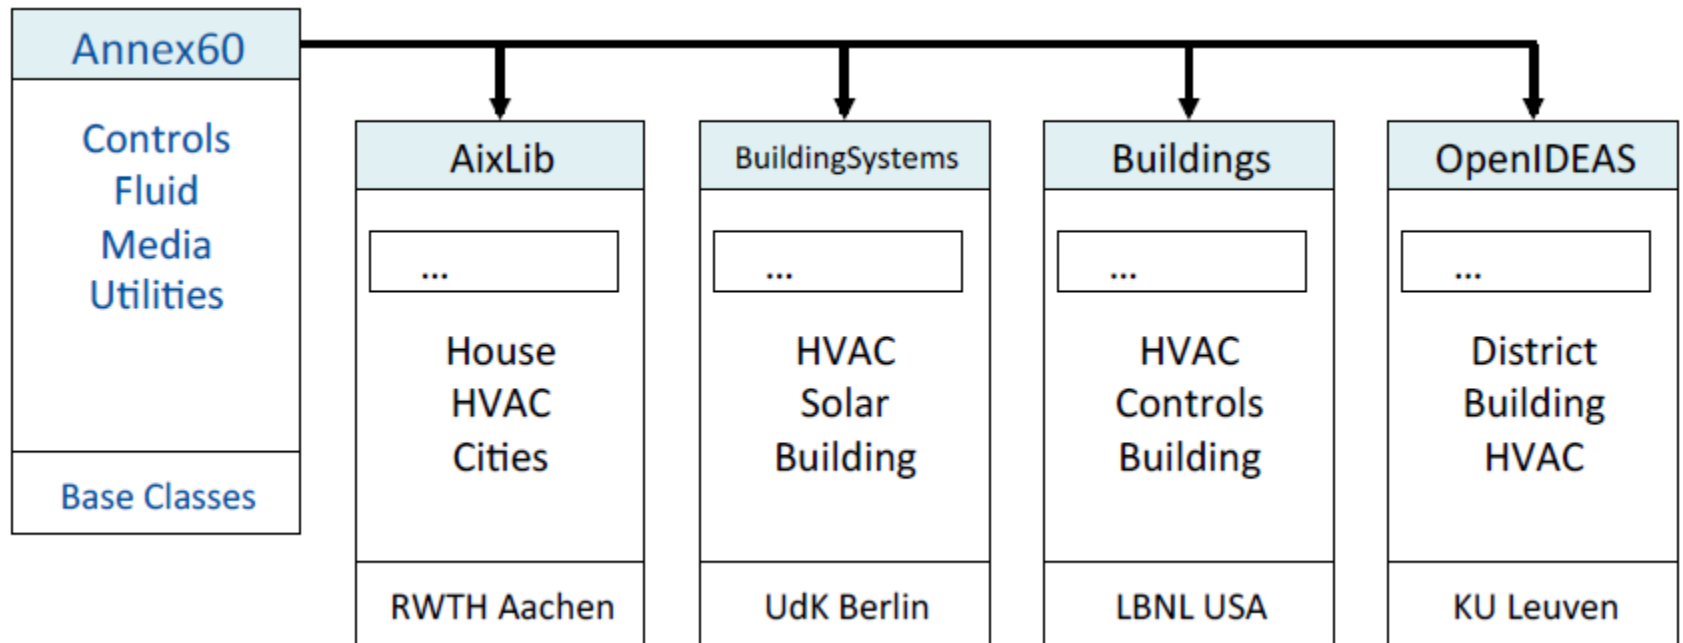 Annex60
Controls
Fluid
Media
Utilities
Base Classes
AixLib
...
House
HVAC
Cities
RWTH Aachen
BuildingSystems
...
HVAC
Solar
Building
UdK Berlin
Buildings
...
HVAC
Controls
Building
LBNL USA
OpenIDEAS
...
District
Building
HVAC
KU Leuven